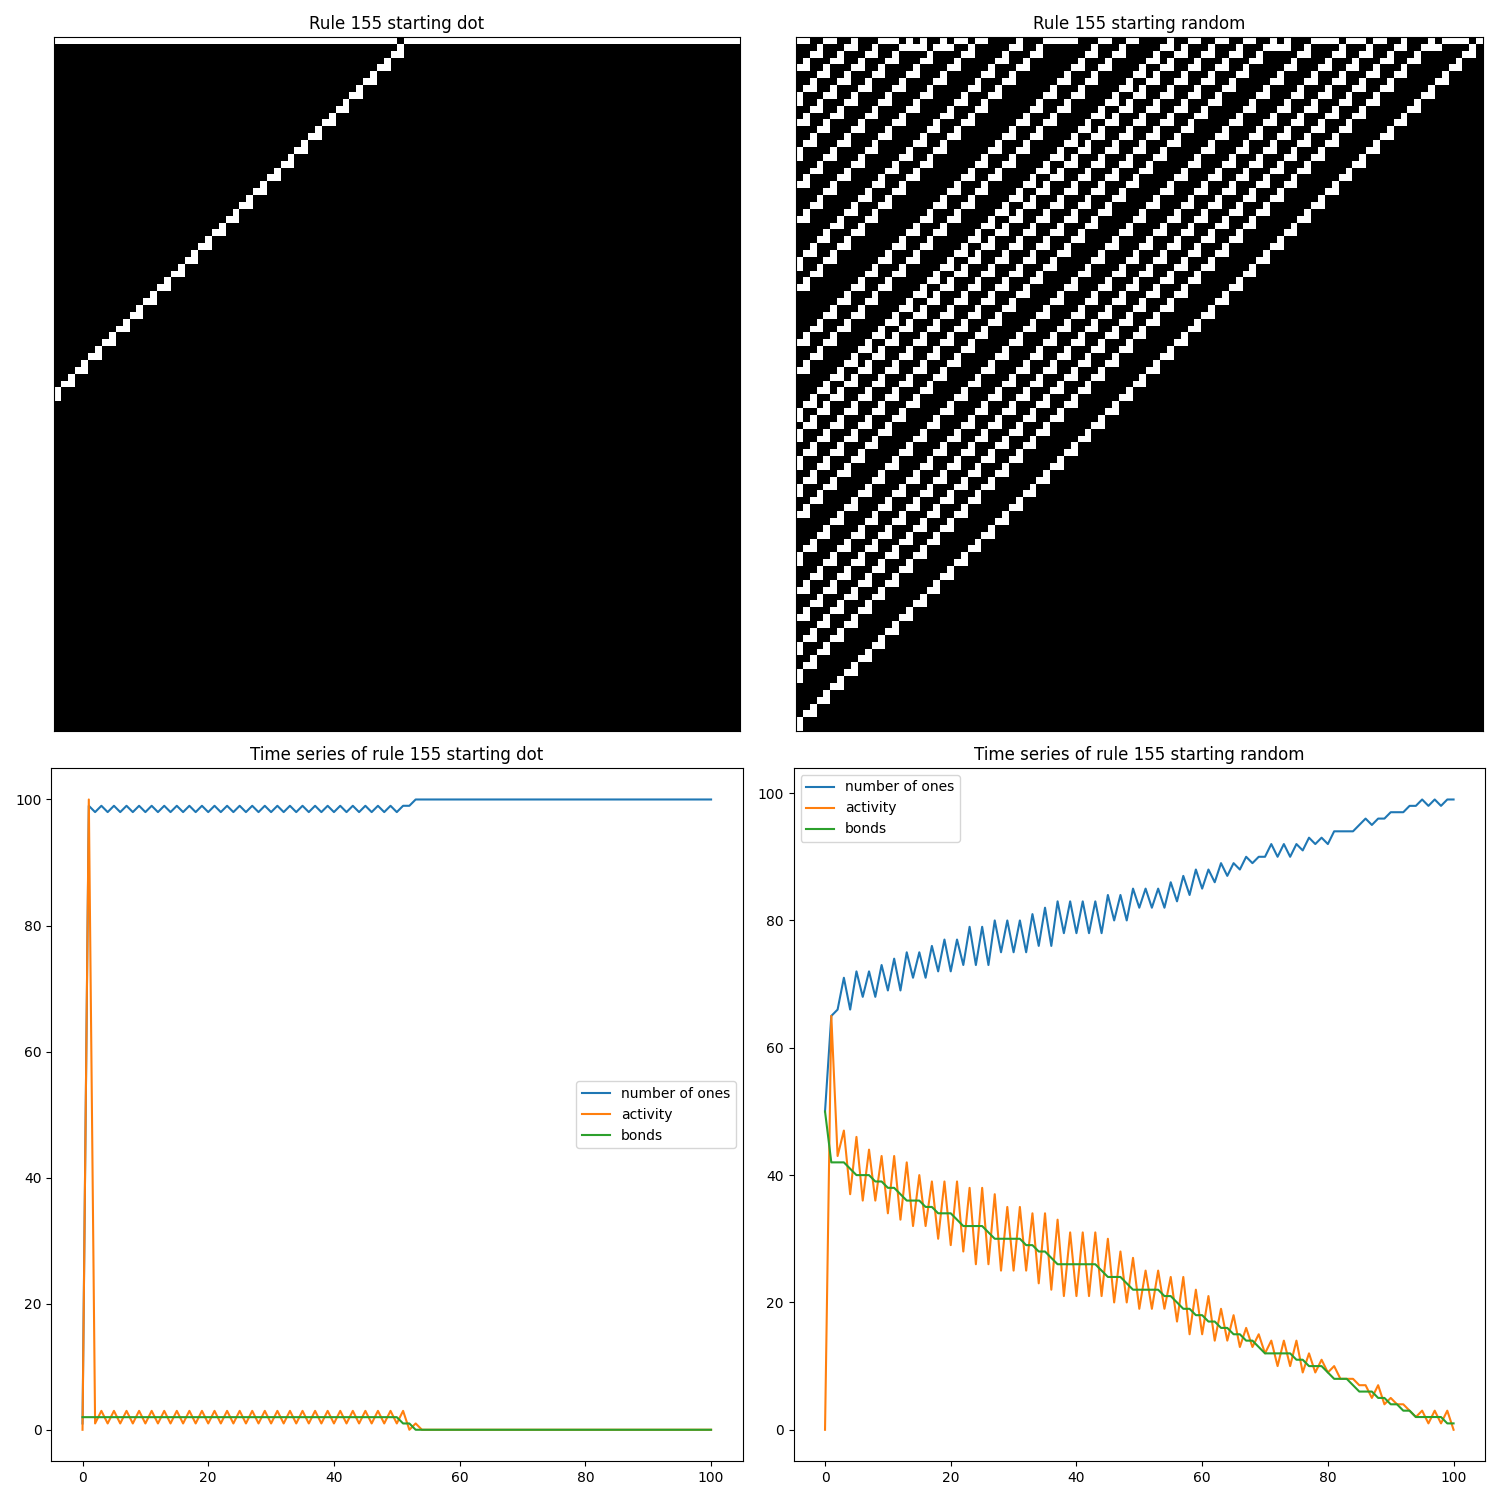 Rule 155 starting dot
Rule 155 starting random
Time series of rule 155 starting dot
100
80
60
40
20
0
number of ones
activity
bonds
0 20 40 60 80 100
Time series of rule 155 starting random
number of ones
activity
bonds
100
80
60
40
20
0
0 20 40 60 80 100